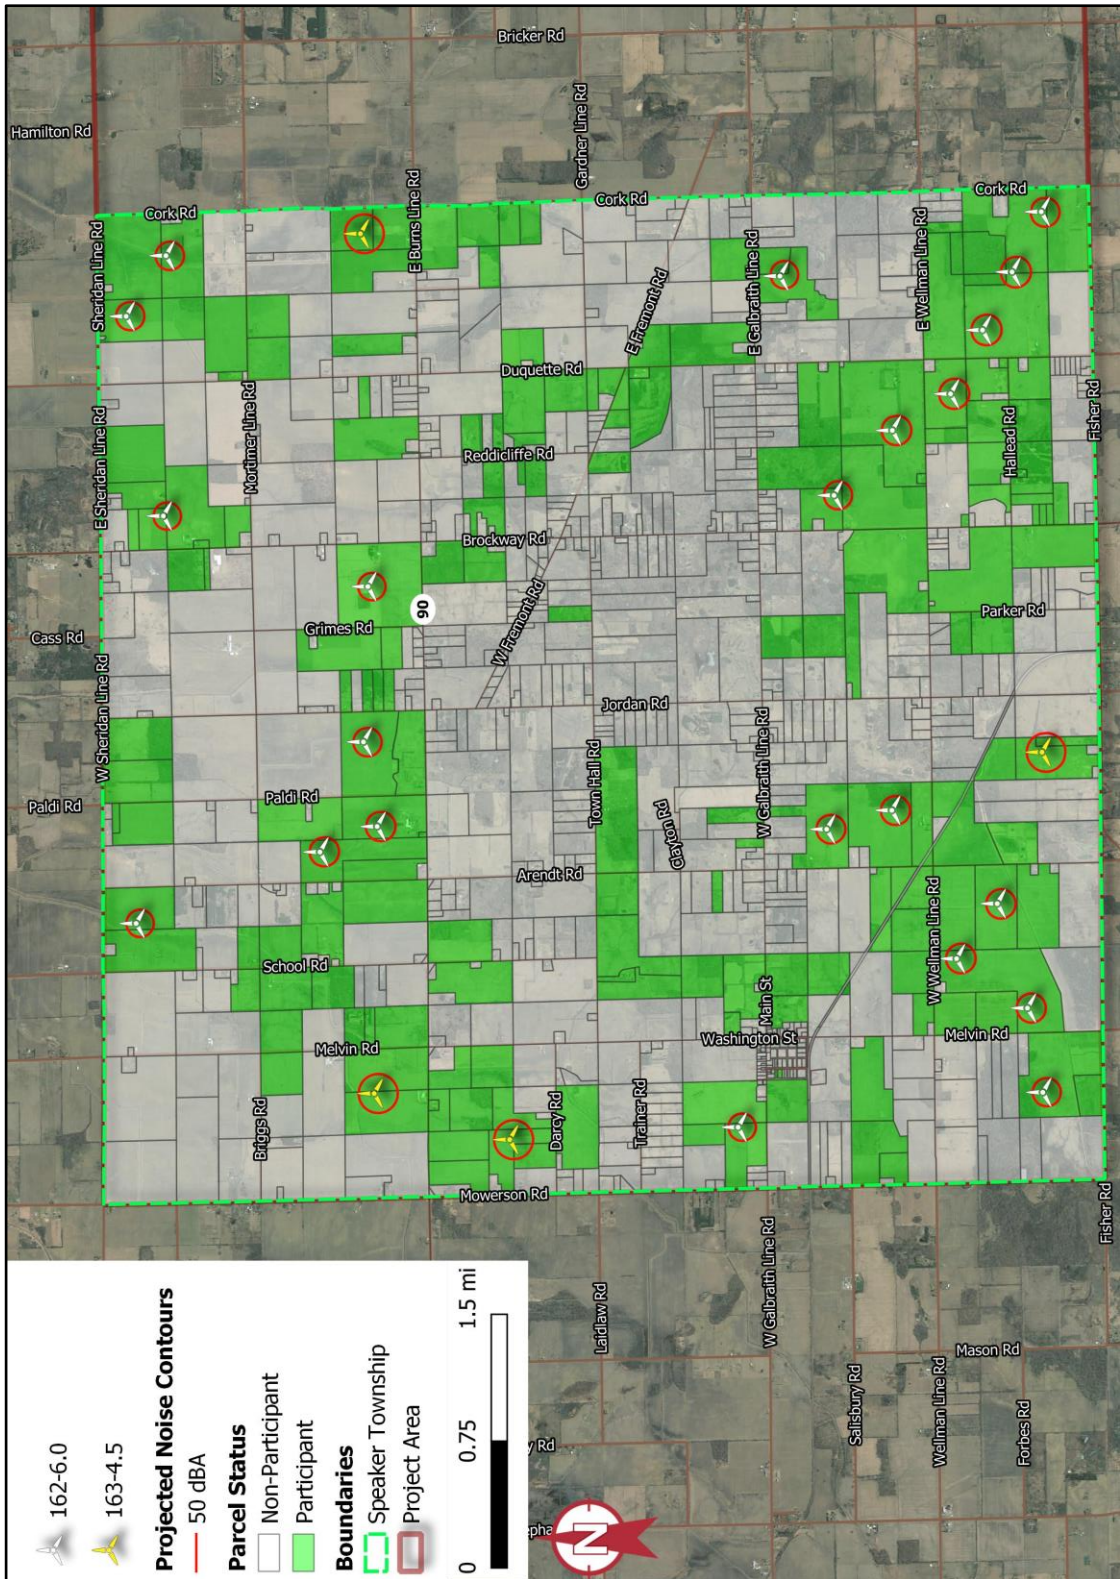 Hamilton Rd
Bricker Rd
Gardner Line Rd
Cork Rd
Cork Rd
Cork Rd
Sheridan Line Rd
E Burns Line Rd
E Fremont Rd
E Galbraith Line Rd
E Wellman Line Rd
Duquette Rd
Fisher Rd
E Sheridan Line Rd
Mortimer Line Rd
Reddicliffe Rd
Hallead Rd
Brockway Rd
Cass Rd
Grimes Rd
90
W Fremont Rd
Parker Rd
W Sheridan Line Rd
Jordan Rd
W Galbraith Line Rd
Paldi Rd
Paldi Rd
Town Hall Rd
Clayton Rd
Arendt Rd
School Rd
W Wellman Line Rd
Main St
Melvin Rd
Washington St
Melvin Rd
Briggs Rd
Darcy Rd
Trainer Rd
Mowerson Rd
Fisher Rd
Laidlaw Rd
W Galbraith Line Rd
Salisbury Rd
Wellman Line Rd
Mason Rd
Forbes Rd
y Rd
epha
162-6.0
163-4.5
Projected Noise Contours
50 dBA
Parcel Status
Non-Participant
Participant
Boundaries
Speaker Township
Project Area
0 0.75 1.5 mi
N